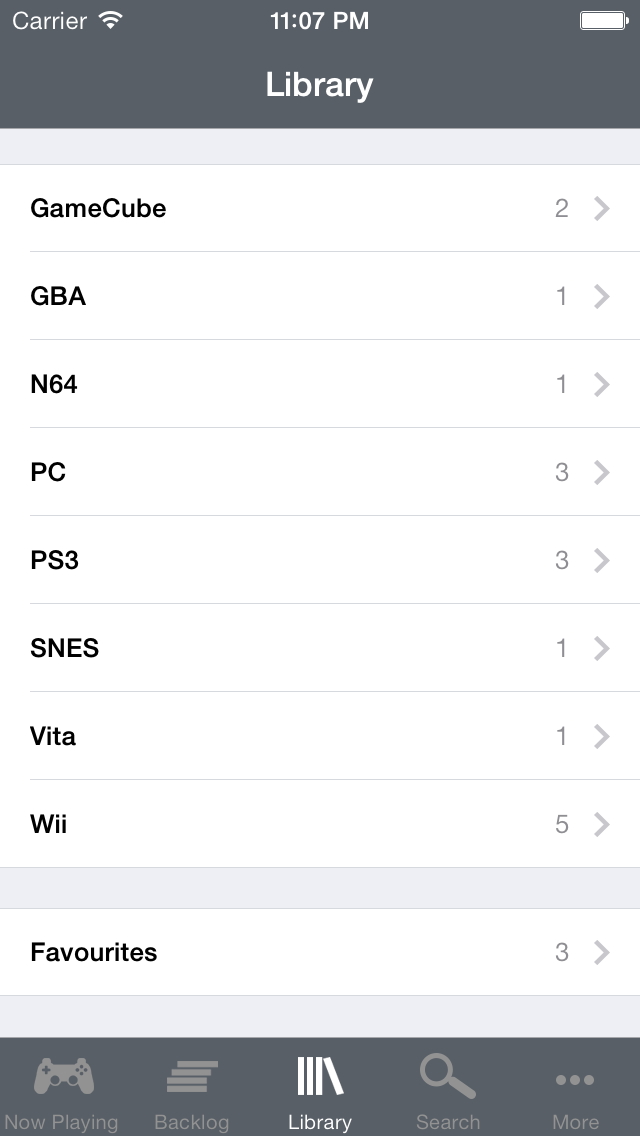 Carrier 11:07 PM
Library
GameCube 2
GBA 1
N64 1
PC 3
PS3 3
SNES 1
Vita 1
Wii 5
Favourites 3
Now Playing Backlog Library Search More